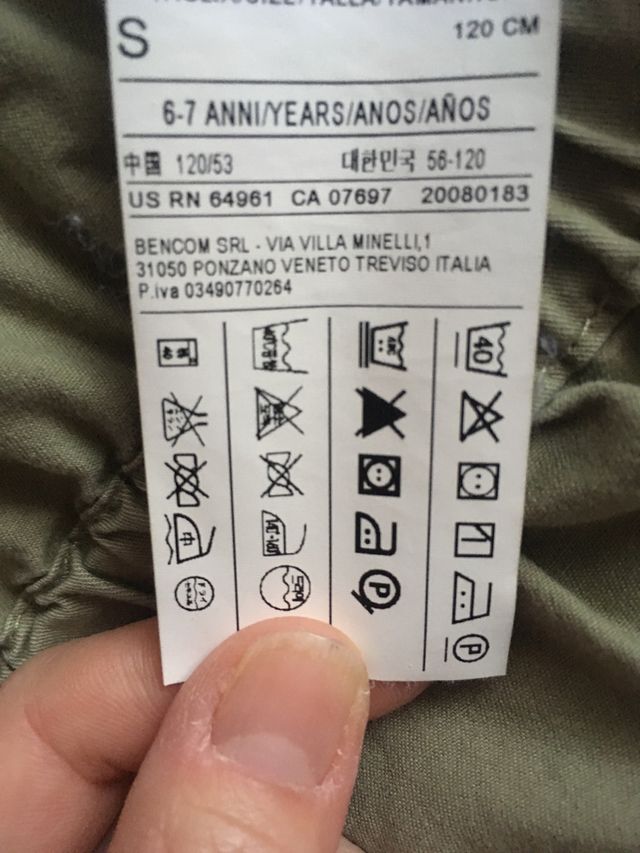 S 120 CM
6-7 ANNI/YEARS/ANOS/AÑOS
中国 120/53 대한민국 56-120
US RN 64961 CA 07697 20080183
BENCOM SRL - VIA VILLA MINELLI,1
31050 PONZANO VENETO TREVISO ITALIA
P.iva 03490770264
40
中
P
P